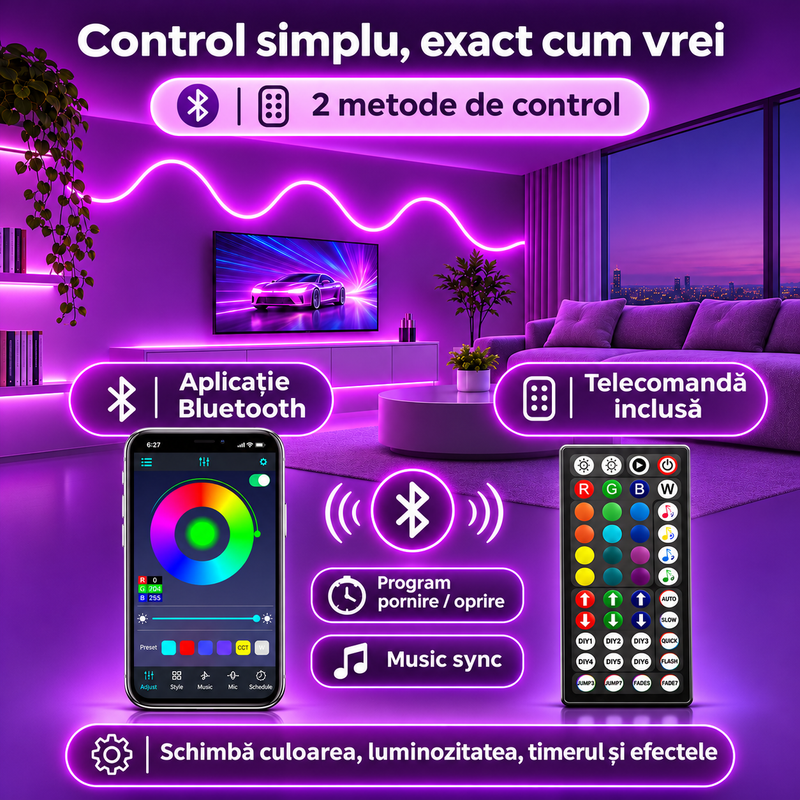 Control simplu, exact cum vrei
2 metode de control
Aplicație
Bluetooth
Telecomandă
inclusă
6:27
R 0
G 204
B 255
Preset
CCT
Adjust Style Music Mic Schedule
Program
pornire / oprire
Music sync
R G B W
AUTO
SLOW
DIY1 DIY2 DIY3 QUICK
DIY4 DIY5 DIY6 FLASH
JUMP3 JUMP7 FADE3 FADE7
Schimbă culoarea, luminozitatea, timerul și efectele